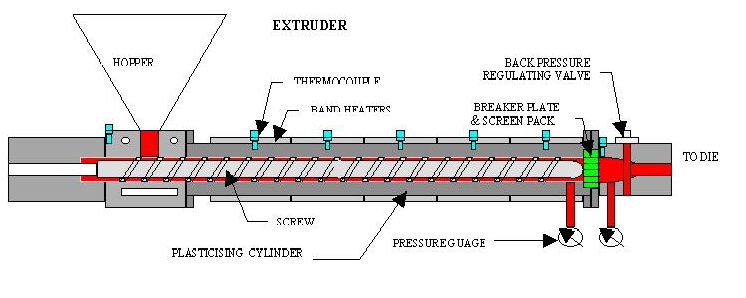 EXTRUDER
HOPPER
THERMOCOUPLE
BAND HEATERS
BACK PRESSURE
REGULATING VALVE
BREAKER PLATE
& SCREEN PACK
TO DIE
SCREW
PLASTICISING CYLINDER
PRESSURE GUAGE